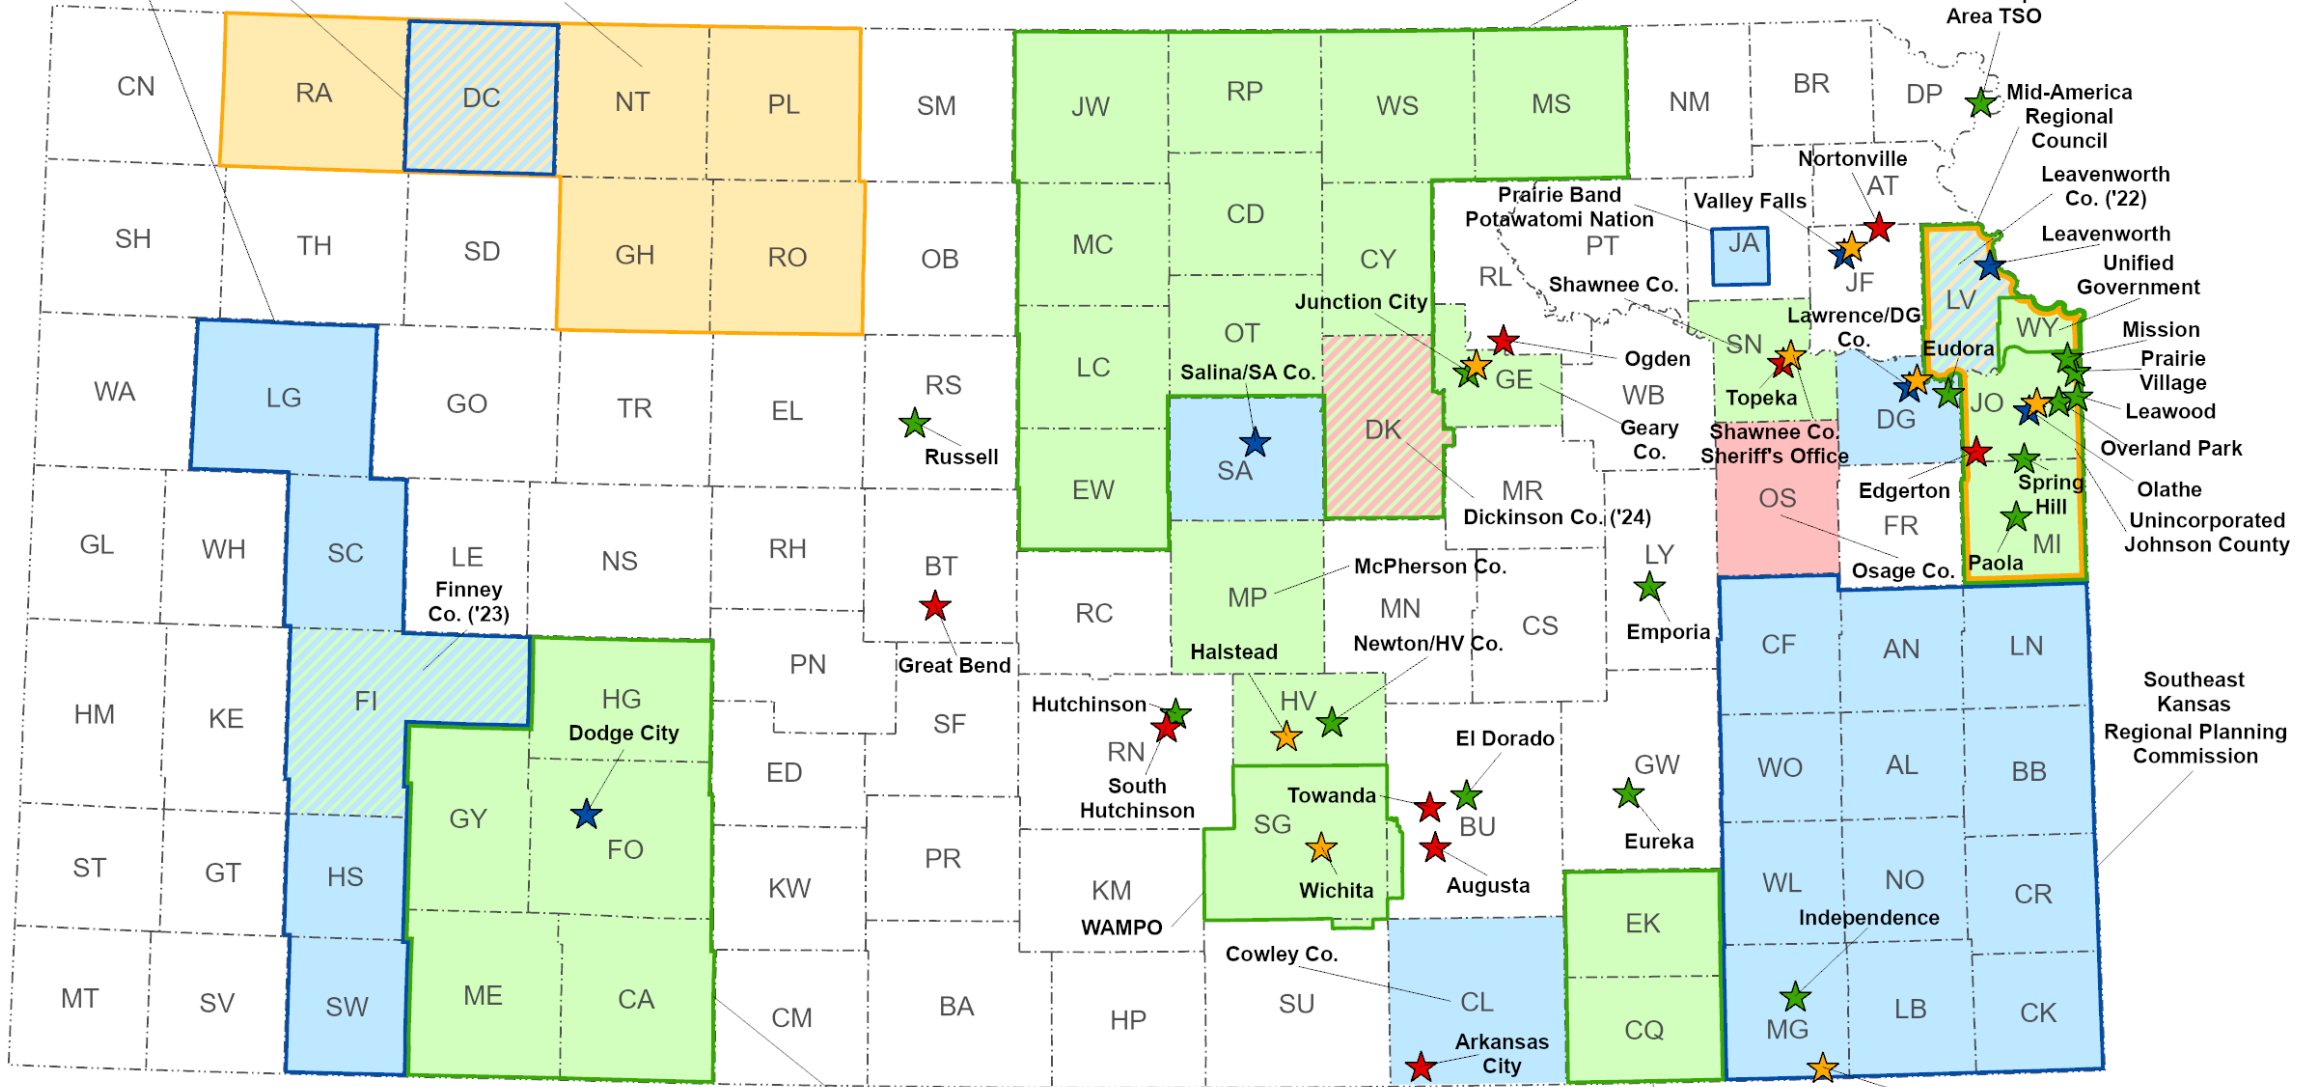 Area TSO
Mid-America
Regional
Council
Leavenworth
Co. ('22)
Leavenworth
Unified
Government
Mission
Prairie
Village
Leawood
Overland Park
Olathe
Unincorporated
Johnson County
Southeast
Kansas
Regional Planning
Commission
CN
RA
DC
NT
PL
SM
JW
RP
WS
MS
NM
BR
DP
Nortonville
AT
Prairie Band
Potawatomi Nation
Valley Falls
SH
TH
SD
GH
RO
OB
MC
CD
CY
RL
PT
JA
JF
LV
WY
Junction City
Shawnee Co.
Lawrence/DG
Co.
Eudora
WA
LG
GO
TR
EL
RS
Russell
LC
OT
Salina/SA Co.
SA
DK
GE
Ogden
Geary
Co.
WB
SN
Topeka
DG
JO
Shawnee Co.
Sheriff's Office
Edgerton
Spring
Hill
GL
WH
SC
LE
NS
RH
BT
EW
MR
Dickinson Co. ('24)
OS
FR
Osage Co.
Paola
MI
Finney
Co. ('23)
Great Bend
RC
MP
McPherson Co.
MN
CS
LY
Emporia
HM
KE
FI
HG
Dodge City
PN
SF
Hutchinson
RN
South
Hutchinson
Halstead
HV
Newton/HV Co.
El Dorado
Towanda
BU
Augusta
GW
Eureka
CF
AN
LN
WO
AL
BB
ED
GY
FO
SG
Wichita
WAMPO
ST
GT
HS
KW
PR
KM
EK
WL
NO
CR
Independence
MT
SV
SW
ME
CA
CM
BA
HP
SU
Cowley Co.
CL
Arkansas
City
CQ
MG
LB
CK